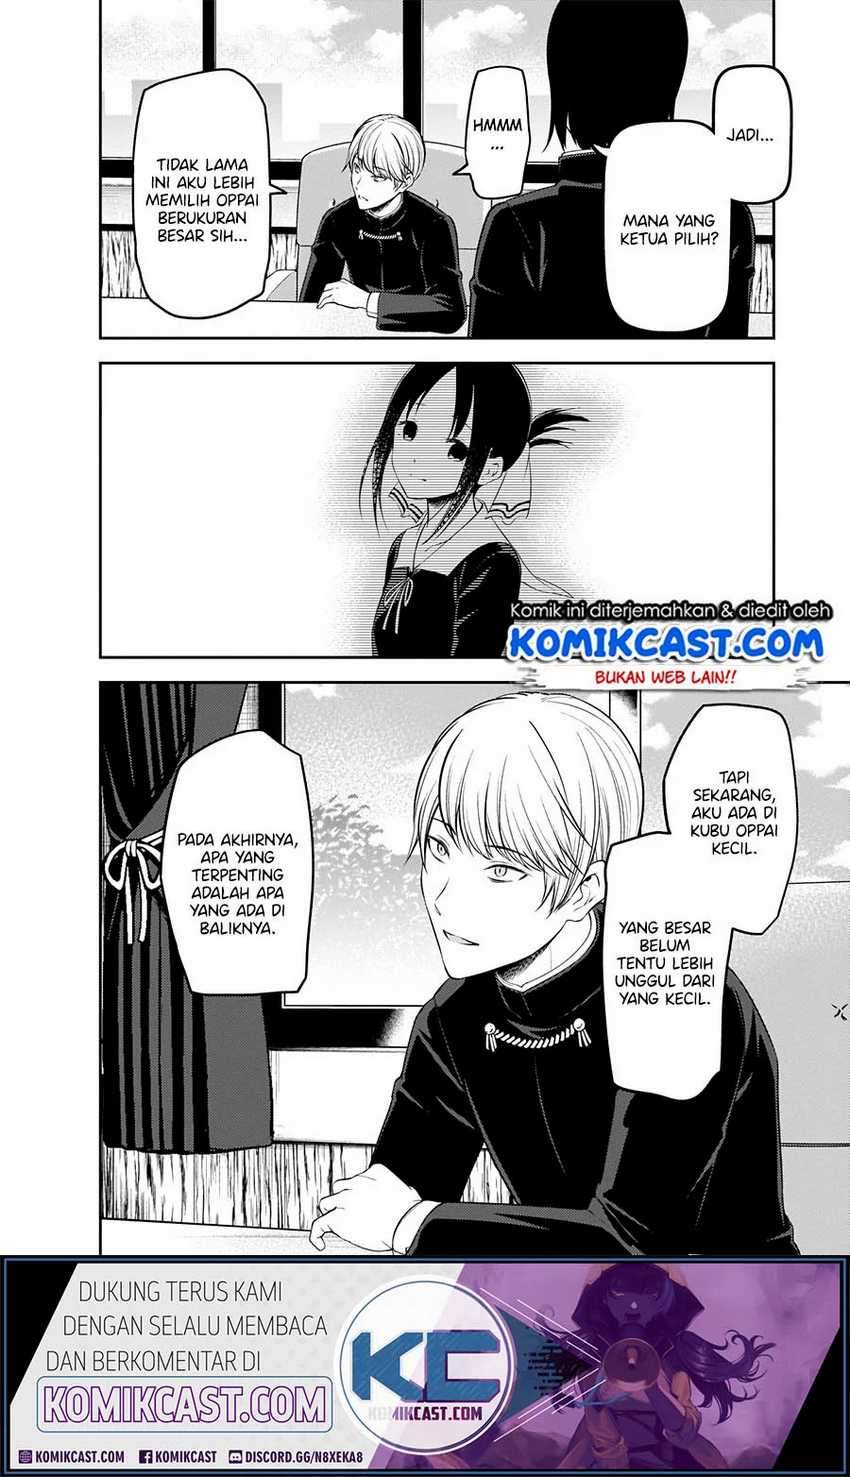 JADI...
MANA YANG
KETUA PILIH?
HMMM
...
TIDAK LAMA
INI AKU LEBIH
MEMILIH OPPAI
BERUKURAN
BESAR SIH...
Komik ini diterjemahkan & diedit oleh
KOMIKCAST.COM
BUKAN WEB LAIN!!
TAPI
SEKARANG,
AKU ADA DI
KUBU OPPAI
KECIL.
YANG BESAR
BELUM
TENTU LEBIH
UNGGUL DARI
YANG KECIL.
PADA AKHIRNYA,
APA YANG
TERPENTING
ADALAH APA
YANG ADA DI
BALIKNYA.
DUKUNG TERUS KAMI
DENGAN SELALU MEMBACA
DAN BERKOMENTAR DI
KOMIKCAST.COM
KC
KOMIKCAST.COM
KOMIKCAST.COM
KOMIKCAST
DISCORD.GG/N8XEKA8